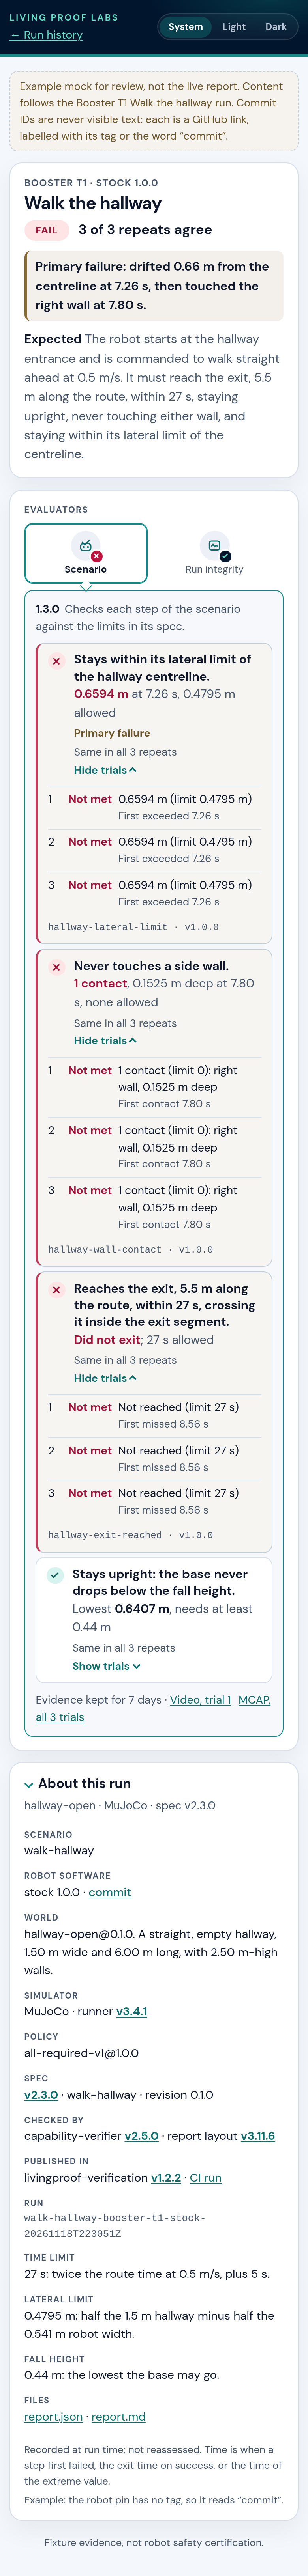 LIVING PROOF LABS
← Run history
System
Light
Dark
Example mock for review, not the live report. Content
follows the Booster T1 Walk the hallway run. Commit
IDs are never visible text: each is a GitHub link,
labelled with its tag or the word “commit”.
BOOSTER T1 · STOCK 1.0.0
Walk the hallway
FAIL 3 of 3 repeats agree
Primary failure: drifted 0.66 m from the
centreline at 7.26 s, then touched the
right wall at 7.80 s.
Expected The robot starts at the hallway
entrance and is commanded to walk straight
ahead at 0.5 m/s. It must reach the exit, 5.5
m along the route, within 27 s, staying
upright, never touching either wall, and
staying within its lateral limit of the
centreline.
EVALUATORS
Scenario
Run integrity
1.3.0 Checks each step of the scenario
against the limits in its spec.
Stays within its lateral limit of
the hallway centreline.
0.6594 m at 7.26 s, 0.4795 m
allowed
Primary failure
Same in all 3 repeats
Hide trials
1 Not met 0.6594 m (limit 0.4795 m)
First exceeded 7.26 s
2 Not met 0.6594 m (limit 0.4795 m)
First exceeded 7.26 s
3 Not met 0.6594 m (limit 0.4795 m)
First exceeded 7.26 s
hallway-lateral-limit · v1.0.0
Never touches a side wall.
1 contact, 0.1525 m deep at 7.80
s, none allowed
Same in all 3 repeats
Hide trials
1 Not met 1 contact (limit 0): right
wall, 0.1525 m deep
First contact 7.80 s
2 Not met 1 contact (limit 0): right
wall, 0.1525 m deep
First contact 7.80 s
3 Not met 1 contact (limit 0): right
wall, 0.1525 m deep
First contact 7.80 s
hallway-wall-contact · v1.0.0
Reaches the exit, 5.5 m along
the route, within 27 s, crossing
it inside the exit segment.
Did not exit; 27 s allowed
Same in all 3 repeats
Hide trials
1 Not met Not reached (limit 27 s)
First missed 8.56 s
2 Not met Not reached (limit 27 s)
First missed 8.56 s
3 Not met Not reached (limit 27 s)
First missed 8.56 s
hallway-exit-reached · v1.0.0
Stays upright: the base never
drops below the fall height.
Lowest 0.6407 m, needs at least
0.44 m
Same in all 3 repeats
Show trials
Evidence kept for 7 days · Video, trial 1 MCAP,
all 3 trials
About this run
hallway-open · MuJoCo · spec v2.3.0
SCENARIO
walk-hallway
ROBOT SOFTWARE
stock 1.0.0 · commit
WORLD
hallway-open@0.1.0. A straight, empty hallway,
1.50 m wide and 6.00 m long, with 2.50 m-high
walls.
SIMULATOR
MuJoCo · runner v3.4.1
POLICY
all-required-v1@1.0.0
SPEC
v2.3.0 · walk-hallway · revision 0.1.0
CHECKED BY
capability-verifier v2.5.0 · report layout v3.11.6
PUBLISHED IN
livingproof-verification v1.2.2 · CI run
RUN
walk-hallway-booster-t1-stock-
20261118T223051Z
TIME LIMIT
27 s: twice the route time at 0.5 m/s, plus 5 s.
LATERAL LIMIT
0.4795 m: half the 1.5 m hallway minus half the
0.541 m robot width.
FALL HEIGHT
0.44 m: the lowest the base may go.
FILES
report.json · report.md
Recorded at run time; not reassessed. Time is when a
step first failed, the exit time on success, or the time of
the extreme value.
Example: the robot pin has no tag, so it reads “commit”.
Fixture evidence, not robot safety certification.